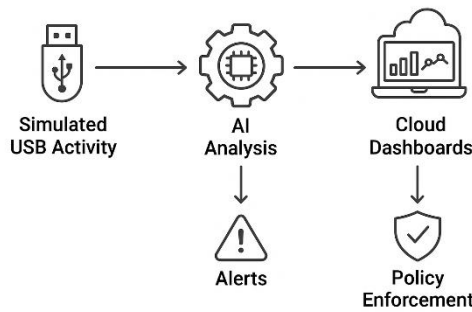 Simulated
USB Activity
AI
Analysis
Cloud
Dashboards
Alerts
Policy
Enforcement